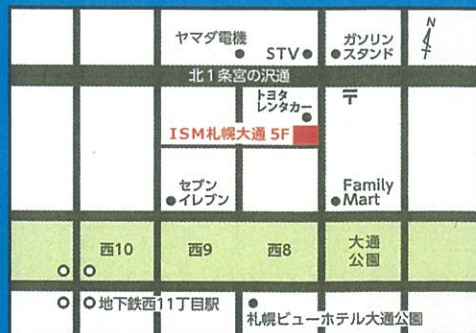 ヤマダ電機
STV
ガソリン
スタンド
N
北1条宮の沢通
トヨタ
レンタカー
〒
ISM札幌大通 5F
セブン
イレブン
Family
Mart
西10
西9
西8
大通
公園
地下鉄西11丁目駅
札幌ビューホテル大通公園